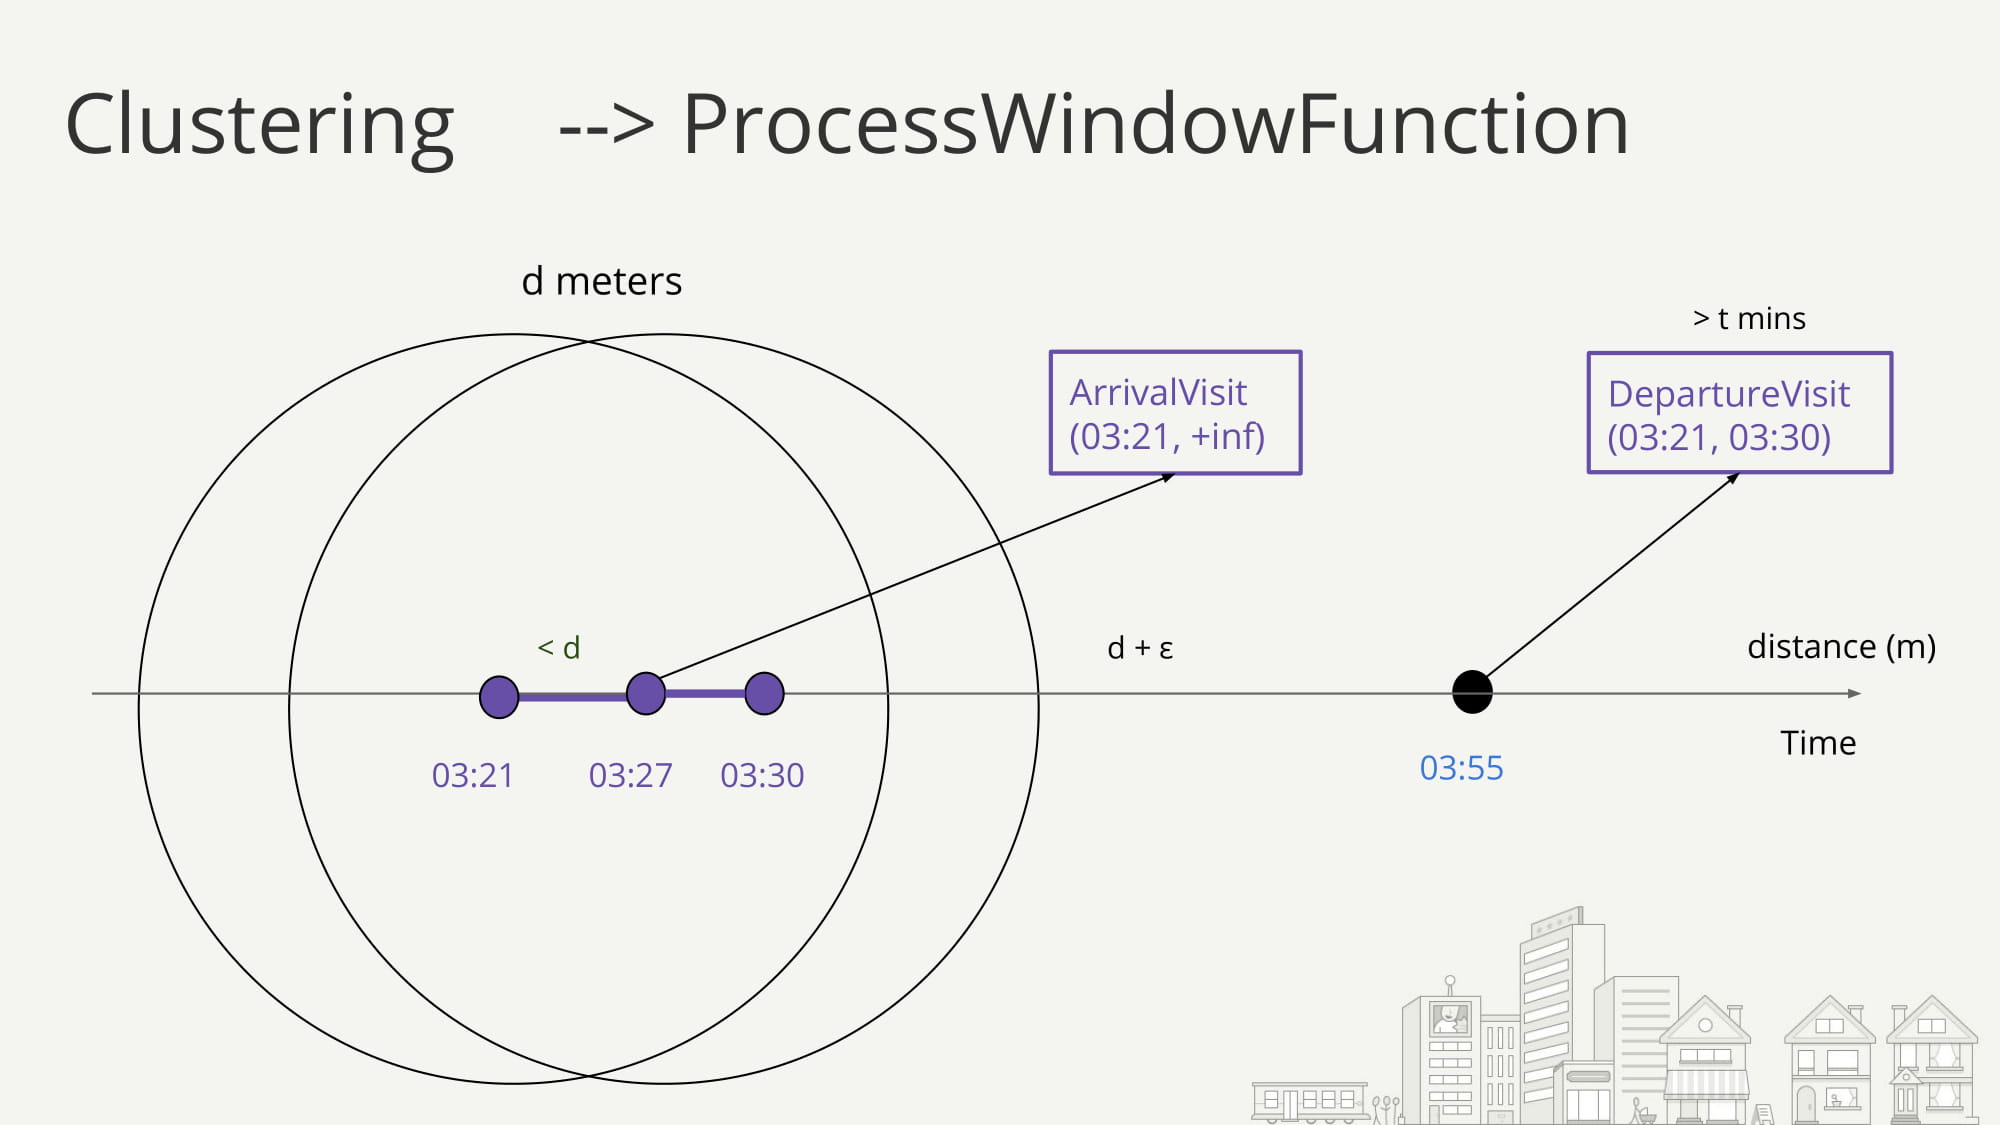 Clustering --> ProcessWindowFunction
d meters
> t mins
ArrivalVisit
(03:21, +inf)
DepartureVisit
(03:21, 03:30)
< d
d + ε
distance (m)
03:21
03:27
03:30
03:55
Time